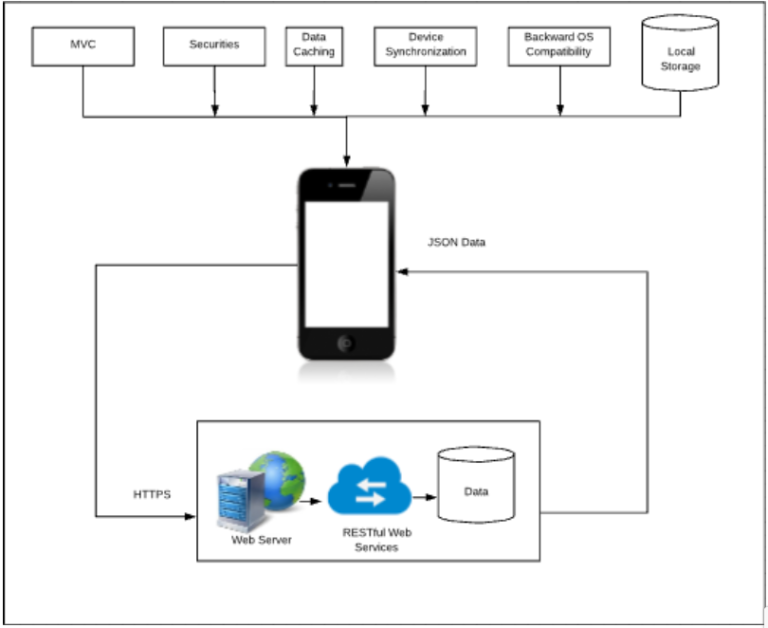 MVC
Securities
Data
Caching
Device
Synchronization
Backward OS
Compatibility
Local
Storage
JSON Data
HTTPS
Web Server
RESTful Web
Services
Data